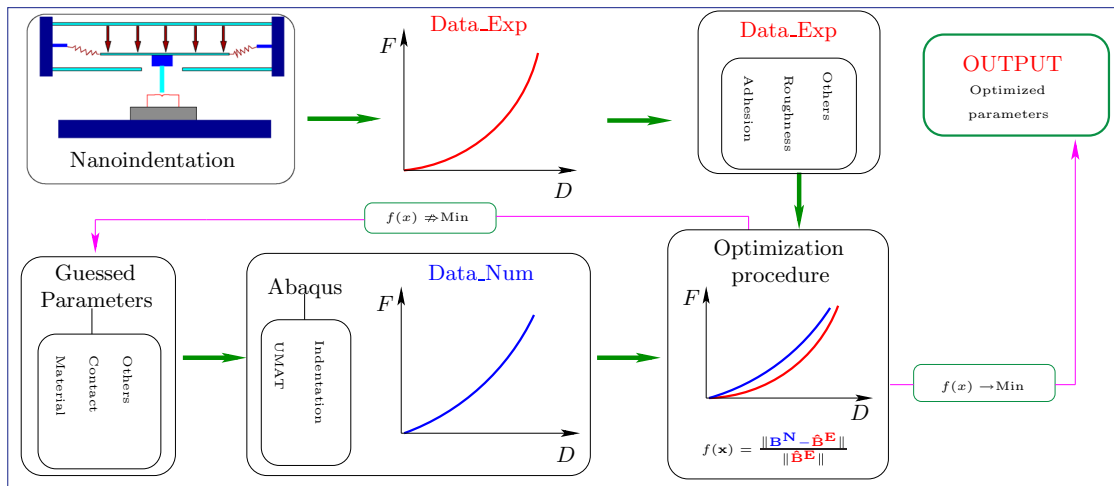 Nanoindentation
Data_Exp
F
D
Data_Exp
Others
Roughness
Adhesion
OUTPUT
Optimized
parameters
f(x) ⇏ Min
f(x) → Min
Guessed
Parameters
Others
Contact
Material
Abaqus
Indentation
UMAT
Data_Num
F
D
Optimization
procedure
F
D
f(x) = ‖B^N − B̂^E‖ / ‖B̂^E‖